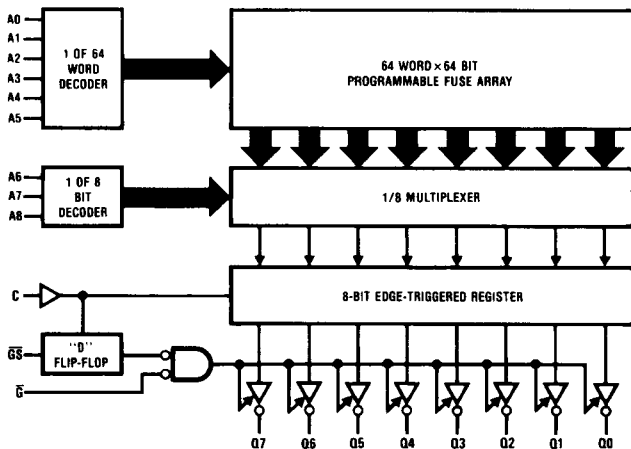 A0
A1
A2
A3
A4
A5
1 OF 64
WORD
DECODER
64 WORD × 64 BIT
PROGRAMMABLE FUSE ARRAY
A6
A7
A8
1 OF 8
BIT
DECODER
1/8 MULTIPLEXER
C
8-BIT EDGE-TRIGGERED REGISTER
G̅S̅
"D"
FLIP-FLOP
G̅
Q7
Q6
Q5
Q4
Q3
Q2
Q1
Q0